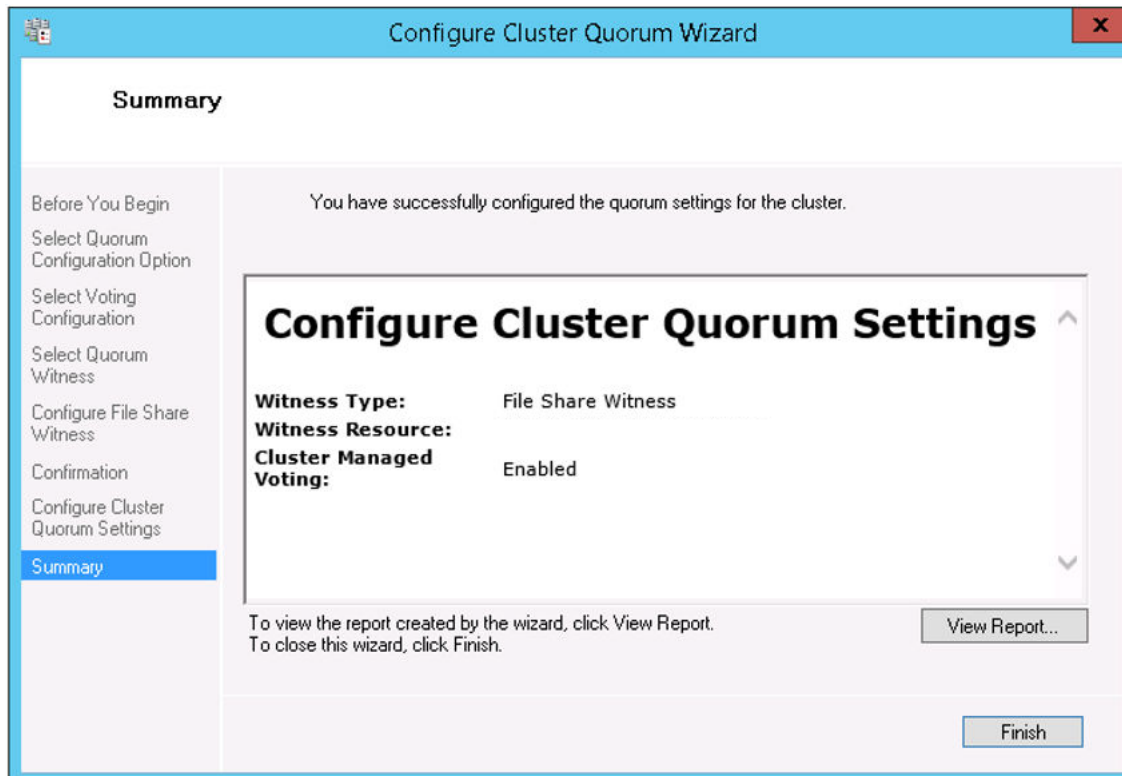 Configure Cluster Quorum Wizard
x
Summary
Before You Begin
Select Quorum
Configuration Option
Select Voting
Configuration
Select Quorum
Witness
Configure File Share
Witness
Confirmation
Configure Cluster
Quorum Settings
Summary
You have successfully configured the quorum settings for the cluster.
Configure Cluster Quorum Settings
Witness Type: File Share Witness
Witness Resource:
Cluster Managed
Voting: Enabled
To view the report created by the wizard, click View Report.
To close this wizard, click Finish.
View Report...
Finish